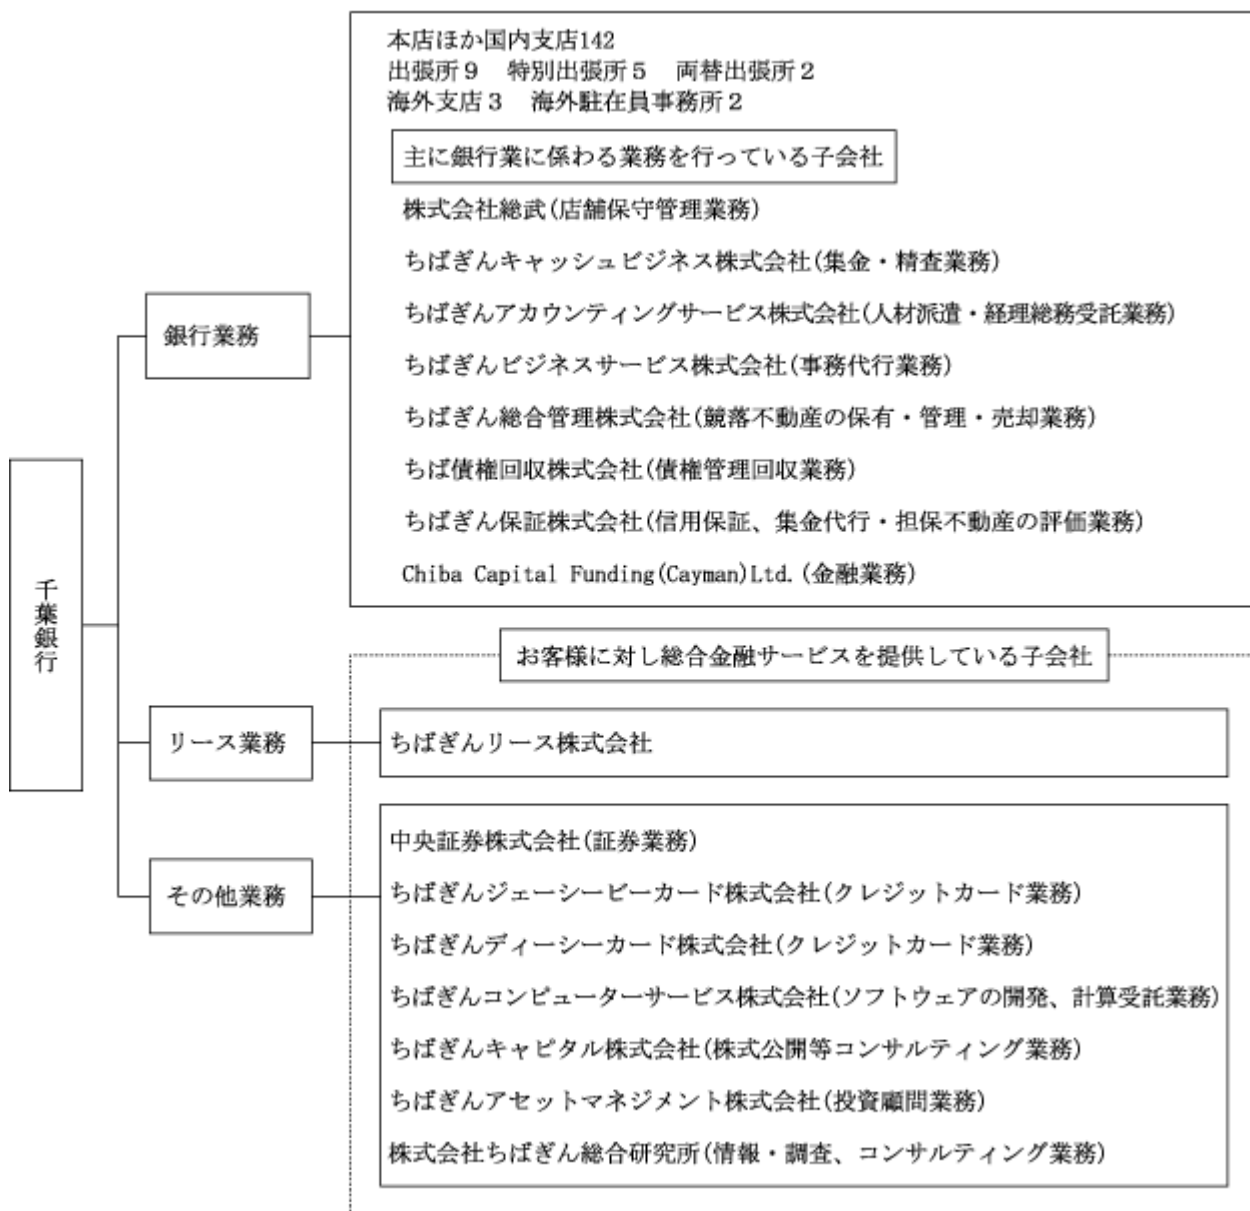 本店ほか国内支店142
出張所9 特別出張所5 両替出張所2
海外支店3 海外駐在員事務所2
主に銀行業に係わる業務を行っている子会社
株式会社総武(店舗保守管理業務)
ちばぎんキャッシュビジネス株式会社(集金・精査業務)
銀行業務
ちばぎんアカウンティングサービス株式会社(人材派遣・経理総務受託業務)
ちばぎんビジネスサービス株式会社(事務代行業務)
ちばぎん総合管理株式会社(競落不動産の保有・管理・売却業務)
ちば債権回収株式会社(債権管理回収業務)
ちばぎん保証株式会社(信用保証、集金代行・担保不動産の評価業務)
Chiba Capital Funding(Cayman)Ltd.(金融業務)
千葉銀行
お客様に対し総合金融サービスを提供している子会社
リース業務
ちばぎんリース株式会社
その他業務
中央証券株式会社(証券業務)
ちばぎんジェーシービーカード株式会社(クレジットカード業務)
ちばぎんディーシーカード株式会社(クレジットカード業務)
ちばぎんコンピューターサービス株式会社(ソフトウェアの開発、計算受託業務)
ちばぎんキャピタル株式会社(株式公開等コンサルティング業務)
ちばぎんアセットマネジメント株式会社(投資顧問業務)
株式会社ちばぎん総合研究所(情報・調査、コンサルティング業務)